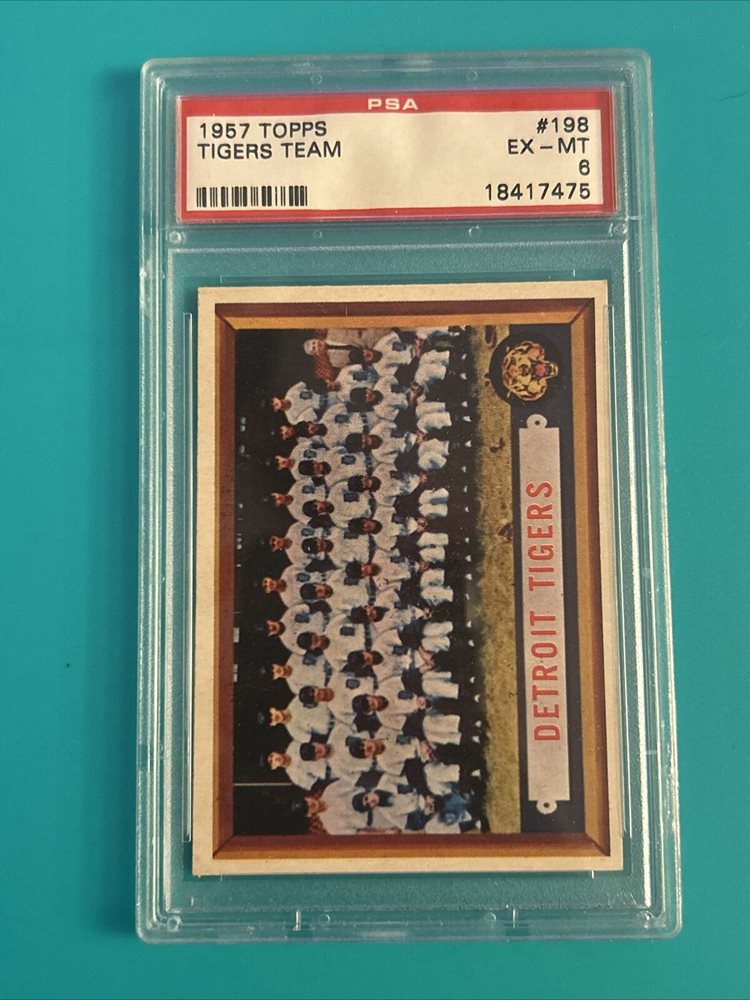 PSA
1957 TOPPS #198
TIGERS TEAM EX - MT
6
18417475
DETROIT TIGERS